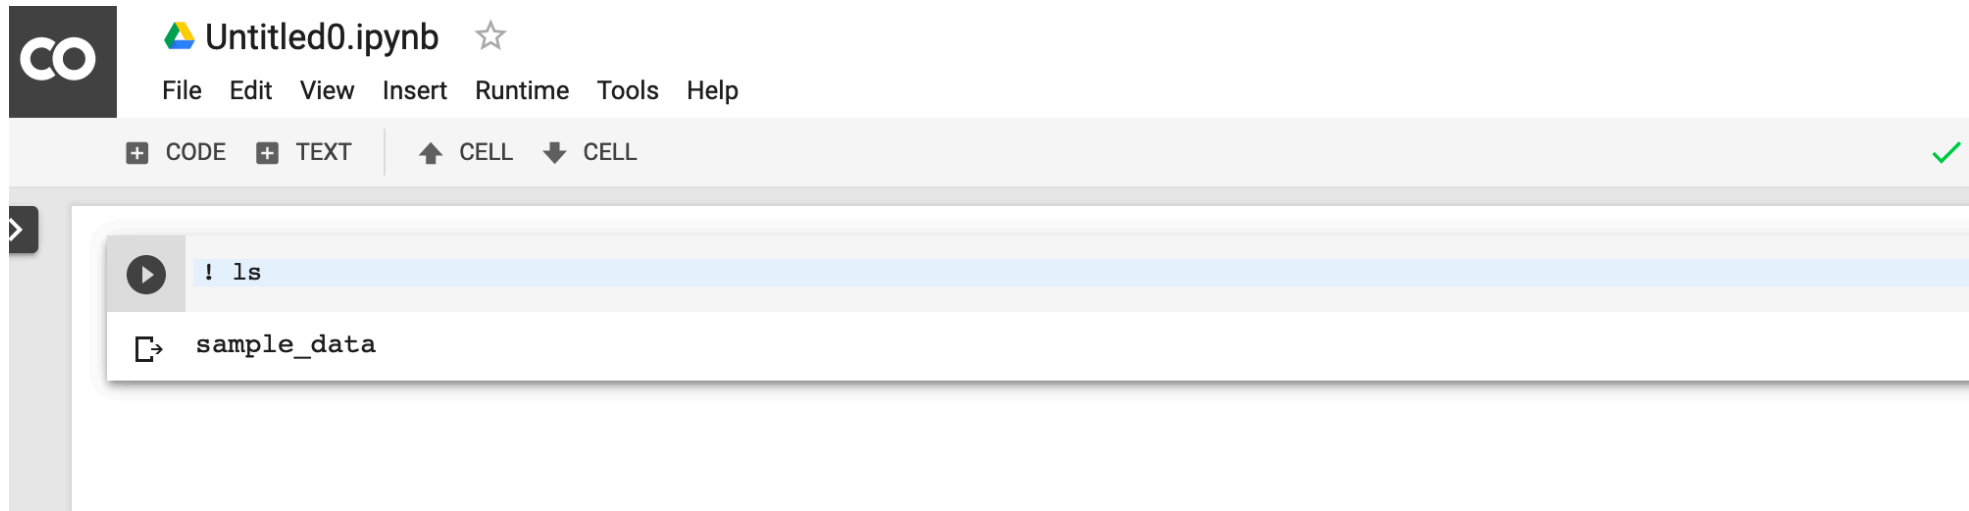 CO
Untitled0.ipynb
File Edit View Insert Runtime Tools Help
CODE TEXT CELL CELL
! ls
sample_data